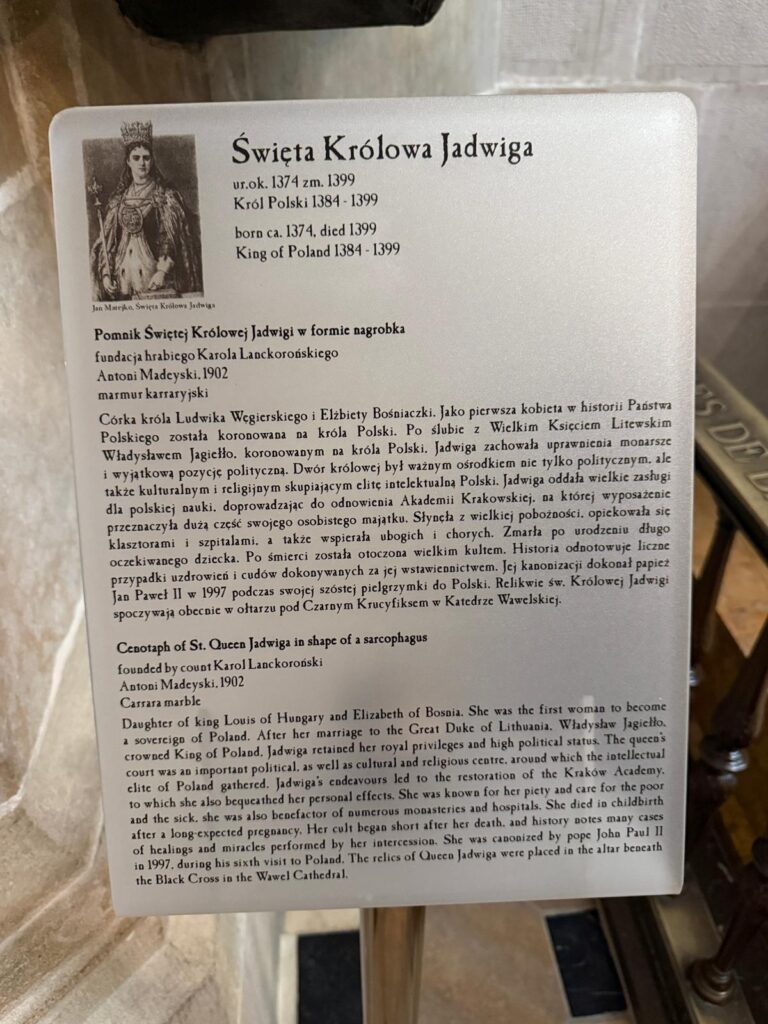 Święta Królowa Jadwiga
ur.ok. 1374 zm. 1399
Król Polski 1384 - 1399
born ca. 1374, died 1399
King of Poland 1384 - 1399
Jan Matejko, Święta Królowa Jadwiga
Pomnik Świętej Królowej Jadwigi w formie nagrobka
fundacja hrabiego Karola Lanckorońskiego
Antoni Madeyski, 1902
marmur karraryjski
Córka króla Ludwika Węgierskiego i Elżbiety Bośniaczki. Jako pierwsza kobieta w historii Państwa
Polskiego została koronowana na króla Polski. Po ślubie z Wielkim Księciem Litewskim
Władysławem Jagiełło, koronowanym na króla Polski, Jadwiga zachowała uprawnienia monarsze
i wyjątkową pozycję polityczną. Dwór królowej był ważnym ośrodkiem nie tylko politycznym, ale
także kulturalnym i religijnym skupiającym elitę intelektualną Polski. Jadwiga oddała wielkie zasługi
dla polskiej nauki, doprowadzając do odnowienia Akademii Krakowskiej, na której wyposażenie
przeznaczyła dużą część swojego osobistego majątku. Słynęła z wielkiej pobożności, opiekowała się
klasztorami i szpitalami, a także wspierała ubogich i chorych. Zmarła po urodzeniu długo
oczekiwanego dziecka. Po śmierci została otoczona wielkim kultem. Historia odnotowuje liczne
przypadki uzdrowień i cudów dokonywanych za jej wstawiennictwem. Jej kanonizacji dokonał papież
Jan Paweł II w 1997 podczas swojej szóstej pielgrzymki do Polski. Relikwie św. Królowej Jadwigi
spoczywają obecnie w ołtarzu pod Czarnym Krucyfiksem w Katedrze Wawelskiej.
Cenotaph of St. Queen Jadwiga in shape of a sarcophagus
founded by count Karol Lanckoroński
Antoni Madeyski, 1902
Carrara marble
Daughter of king Louis of Hungary and Elizabeth of Bosnia. She was the first woman to become
a sovereign of Poland. After her marriage to the Great Duke of Lithuania, Władysław Jagiełło,
crowned King of Poland, Jadwiga retained her royal privileges and high political status. The queen's
court was an important political, as well as cultural and religious centre, around which the intellectual
elite of Poland gathered. Jadwiga's endeavours led to the restoration of the Kraków Academy,
to which she also bequeathed her personal effects. She was known for her piety and care for the poor
and the sick, she was also benefactor of numerous monasteries and hospitals. She died in childbirth
after a long-expected pregnancy. Her cult began short after her death, and history notes many cases
of healings and miracles performed by her intercession. She was canonized by pope John Paul II
in 1997, during his sixth visit to Poland. The relics of Queen Jadwiga were placed in the altar beneath
the Black Cross in the Wawel Cathedral.
DE